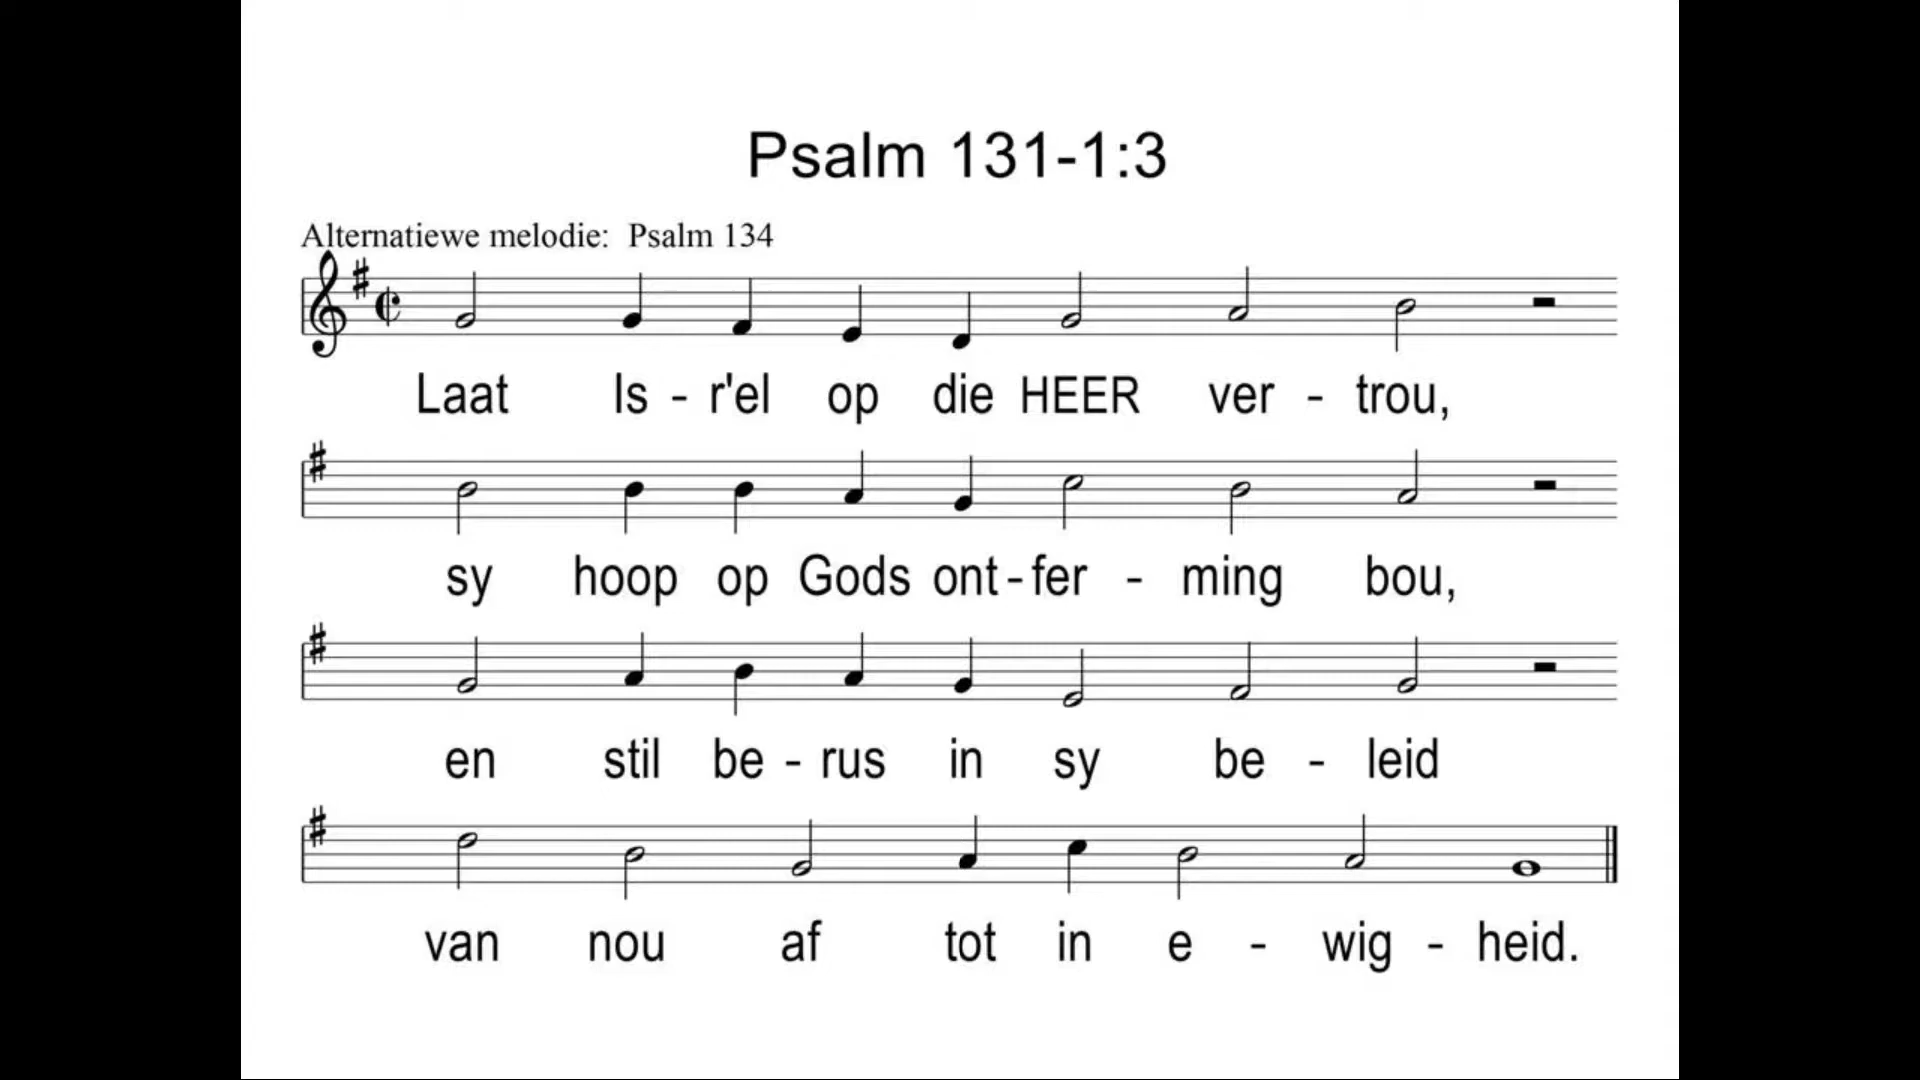 Psalm 131-1:3
Alternatiewe melodie: Psalm 134
Laat Is - r'el op die HEER ver - trou,
sy hoop op Gods ont - fer - ming bou,
en stil be - rus in sy be - leid
van nou af tot in e - wig - heid.